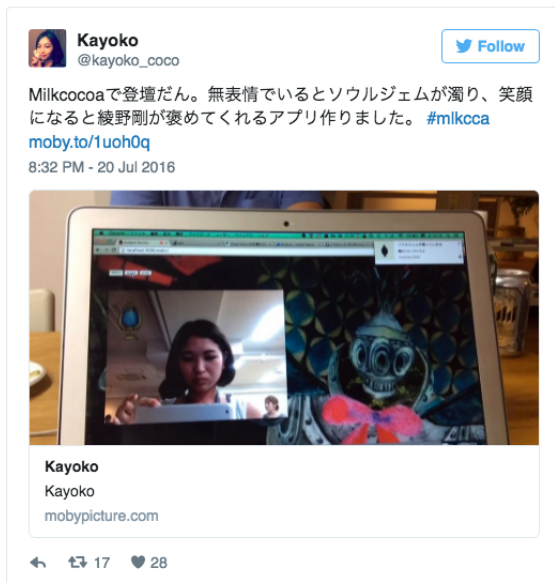 Kayoko
@kayoko_coco
Follow
Milkcocoaで登壇だん。無表情でいるとソウルジェムが濁り、笑顔
になると綾野剛が褒めてくれるアプリ作りました。 #mlkcca
moby.to/1uoh0q
8:32 PM - 20 Jul 2016
Kayoko
Kayoko
mobypicture.com
17
28